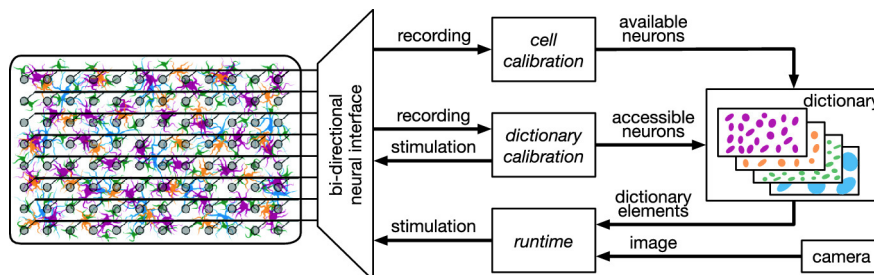 bi-directional
neural interface
recording
cell
calibration
available
neurons
recording
stimulation
dictionary
calibration
accessible
neurons
dictionary
stimulation
runtime
dictionary
elements
image
camera